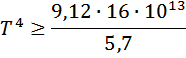 T⁴ ≥ 9,12·16·10¹³ / 5,7